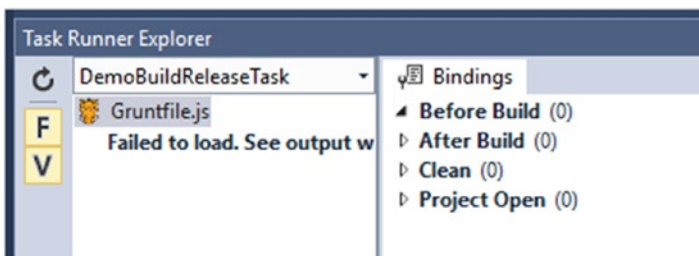 Task Runner Explorer
DemoBuildReleaseTask
Gruntfile.js
Failed to load. See output w
F
V
Bindings
Before Build (0)
After Build (0)
Clean (0)
Project Open (0)